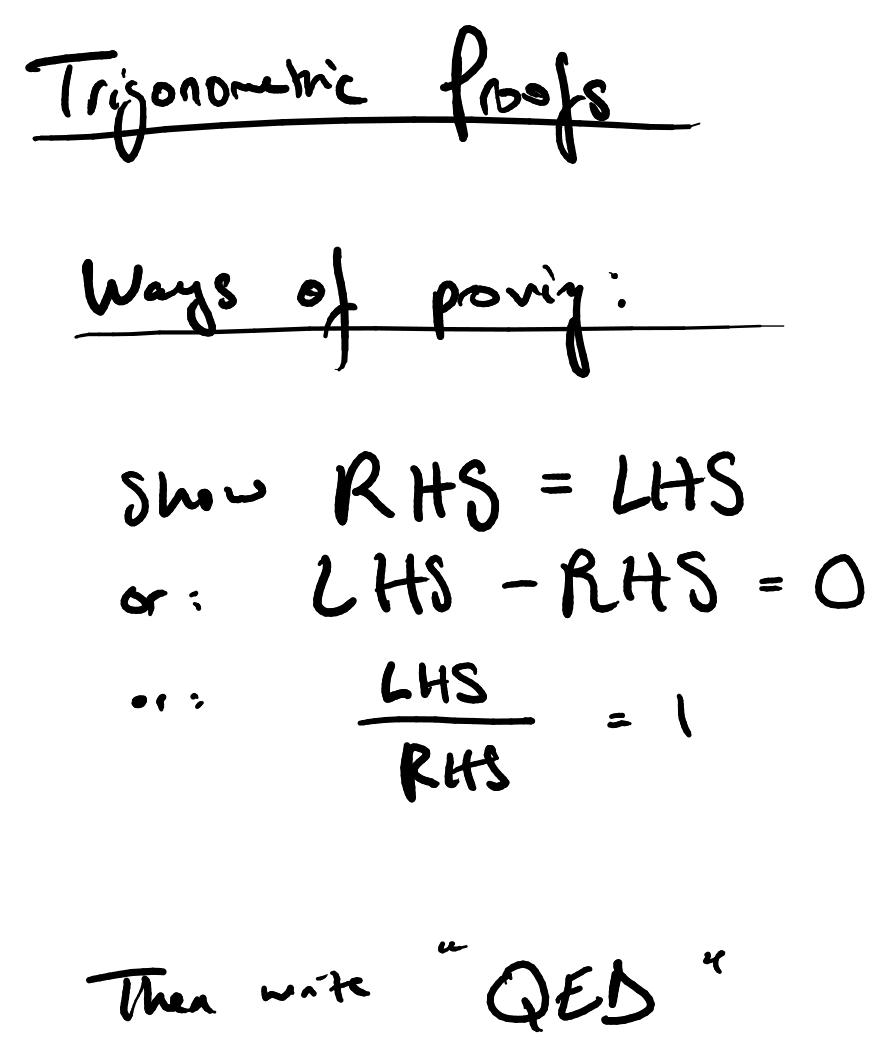 Trigonometric Proofs
Ways of proving:
Show RHS = LHS
or: LHS - RHS = 0
or: LHS / RHS = 1
Then write "QED"